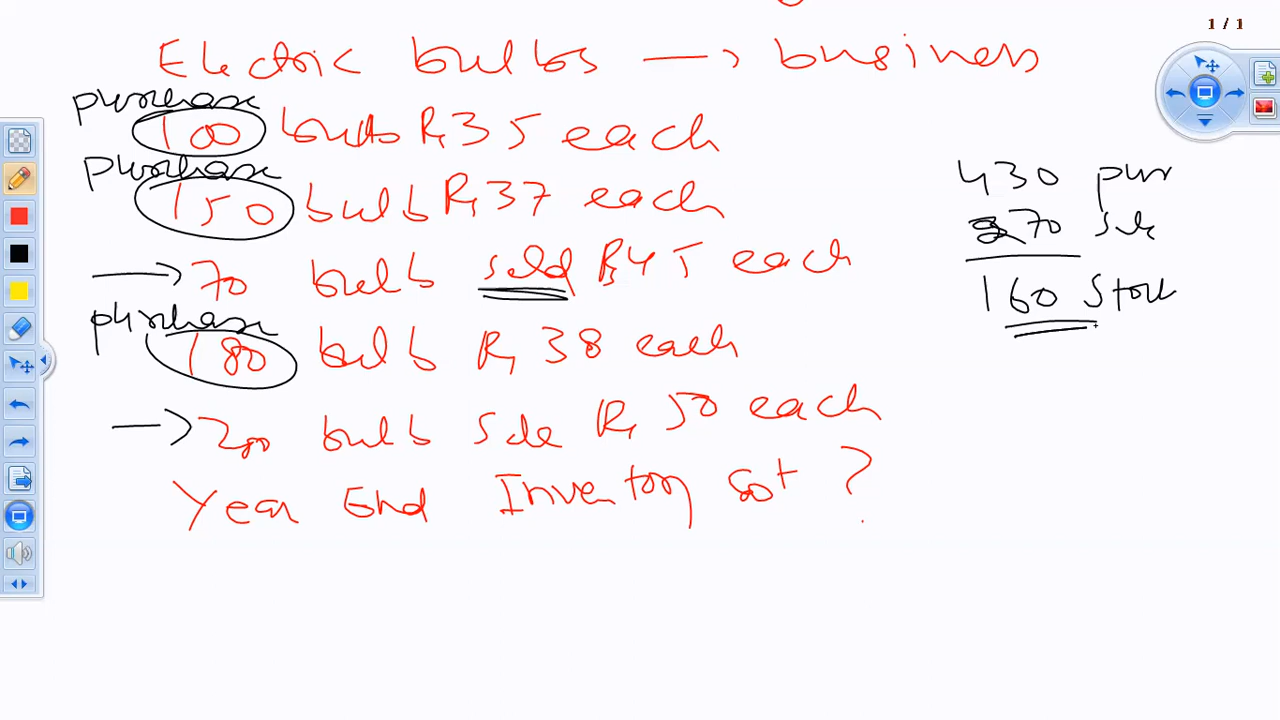 1 / 1
Electric bulbs → business
purchase
100 bulbs Rs 35 each
purchase
150 bulb Rs 37 each
→ 70 bulb sold Rs 45 each
purchase
180 bulb Rs 38 each
→ 200 bulb Sale Rs 50 each
Year End Inventory ?
430 pur
270 Sale
160 Stock